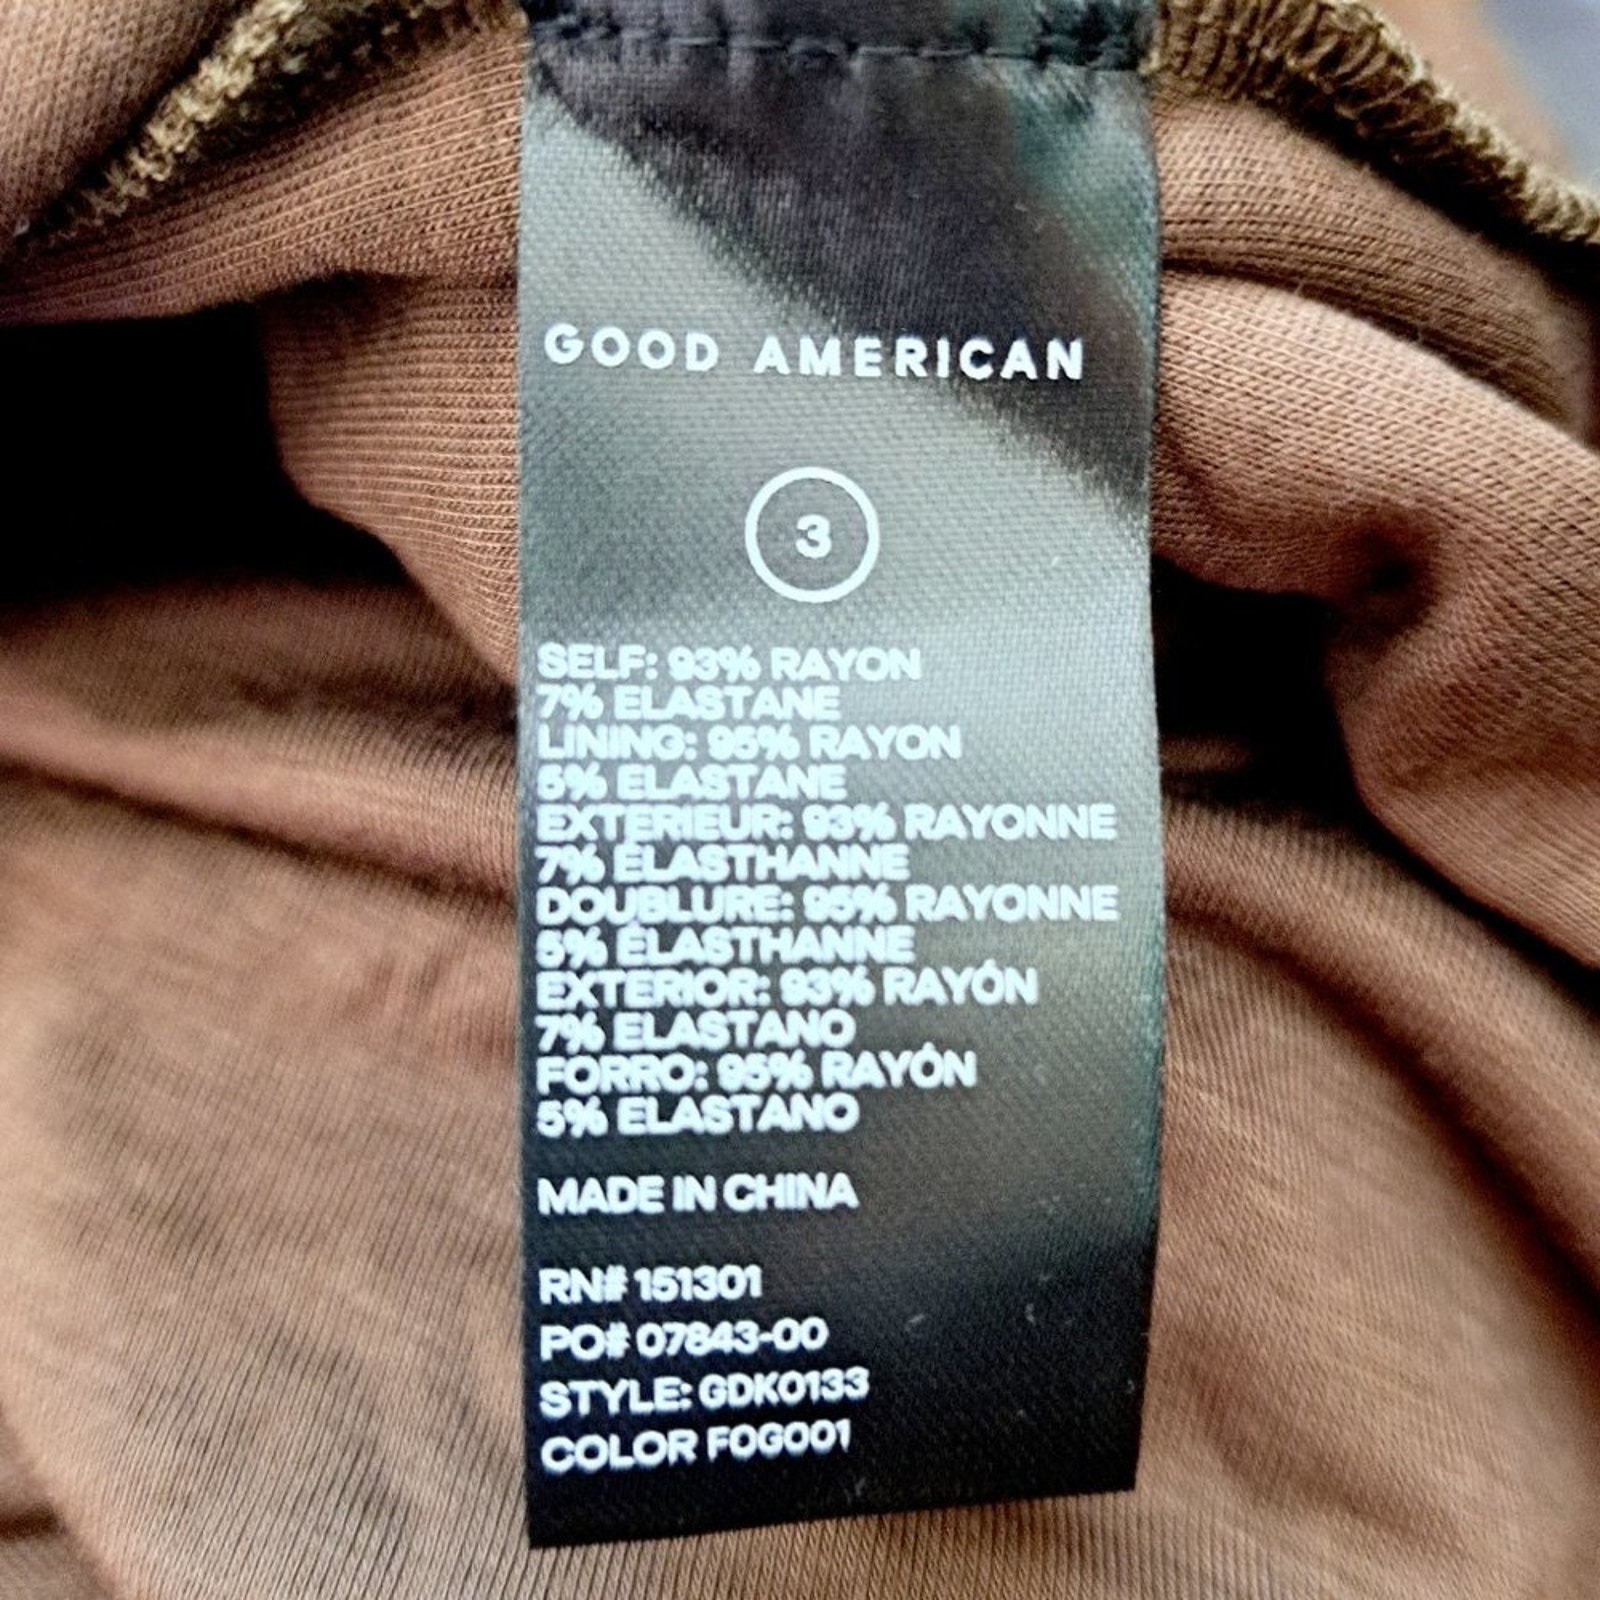 GOOD AMERICAN
3
SELF: 93% RAYON
7% ELASTANE
LINING: 95% RAYON
5% ELASTANE
EXTERIEUR: 93% RAYONNE
7% ÉLASTHANNE
DOUBLURE: 95% RAYONNE
5% ÉLASTHANNE
EXTERIOR: 93% RAYÓN
7% ELASTANO
FORRO: 95% RAYÓN
5% ELASTANO
MADE IN CHINA
RN# 151301
PO# 07843-00
STYLE: GDK0133
COLOR FOG001